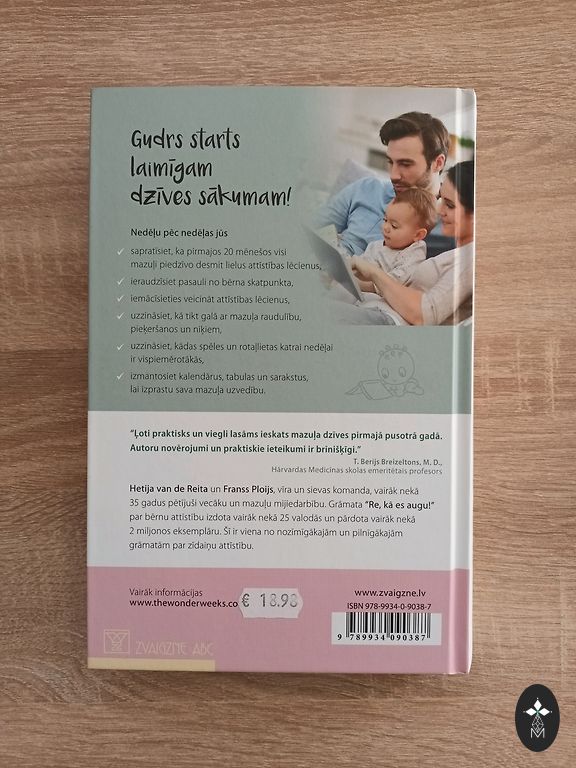 Gudrs starts
laimīgam
dzīves sākumam!
Nedēļu pēc nedēļas jūs
sapratīsiet, ka pirmajos 20 mēnešos visi
mazuļi piedzīvo desmit lielus attīstības lēcienus,
ieraudzīsiet pasauli no bērna skatpunkta,
iemācīsieties veicināt attīstības lēcienus,
uzzināsiet, kā tikt galā ar mazuļa raudulību,
pieķeršanos un niķiem,
uzzināsiet, kādas spēles un rotaļlietas katrai nedēļai
ir vispiemērotākās,
izmantosiet kalendārus, tabulas un sarakstus,
lai izprastu sava mazuļa uzvedību.
"Ļoti praktisks un viegli lasāms ieskats mazuļa dzīves pirmajā pusotrā gadā.
Autoru novērojumi un praktiskie ieteikumi ir brīnišķīgi."
T. Berijs Breizeltons, M. D.,
Hārvardas Medicīnas skolas emeritētais profesors
Hetija van de Reita un Franss Ploijs, vīra un sievas komanda, vairāk nekā
35 gadus pētījuši vecāku un mazuļu mijiedarbību. Grāmata "Re, kā es augu!"
par bērnu attīstību izdota vairāk nekā 25 valodās un pārdota vairāk nekā
2 miljonos eksemplāru. Šī ir viena no nozīmīgākajām un pilnīgākajām
grāmatām par zīdaiņu attīstību.
Vairāk informācijas
www.thewonderweeks.co
€ 18.98
www.zvaigzne.lv
ISBN 978-9934-0-9038-7
9 789934 090387
ZVAIGZNE ABC
M